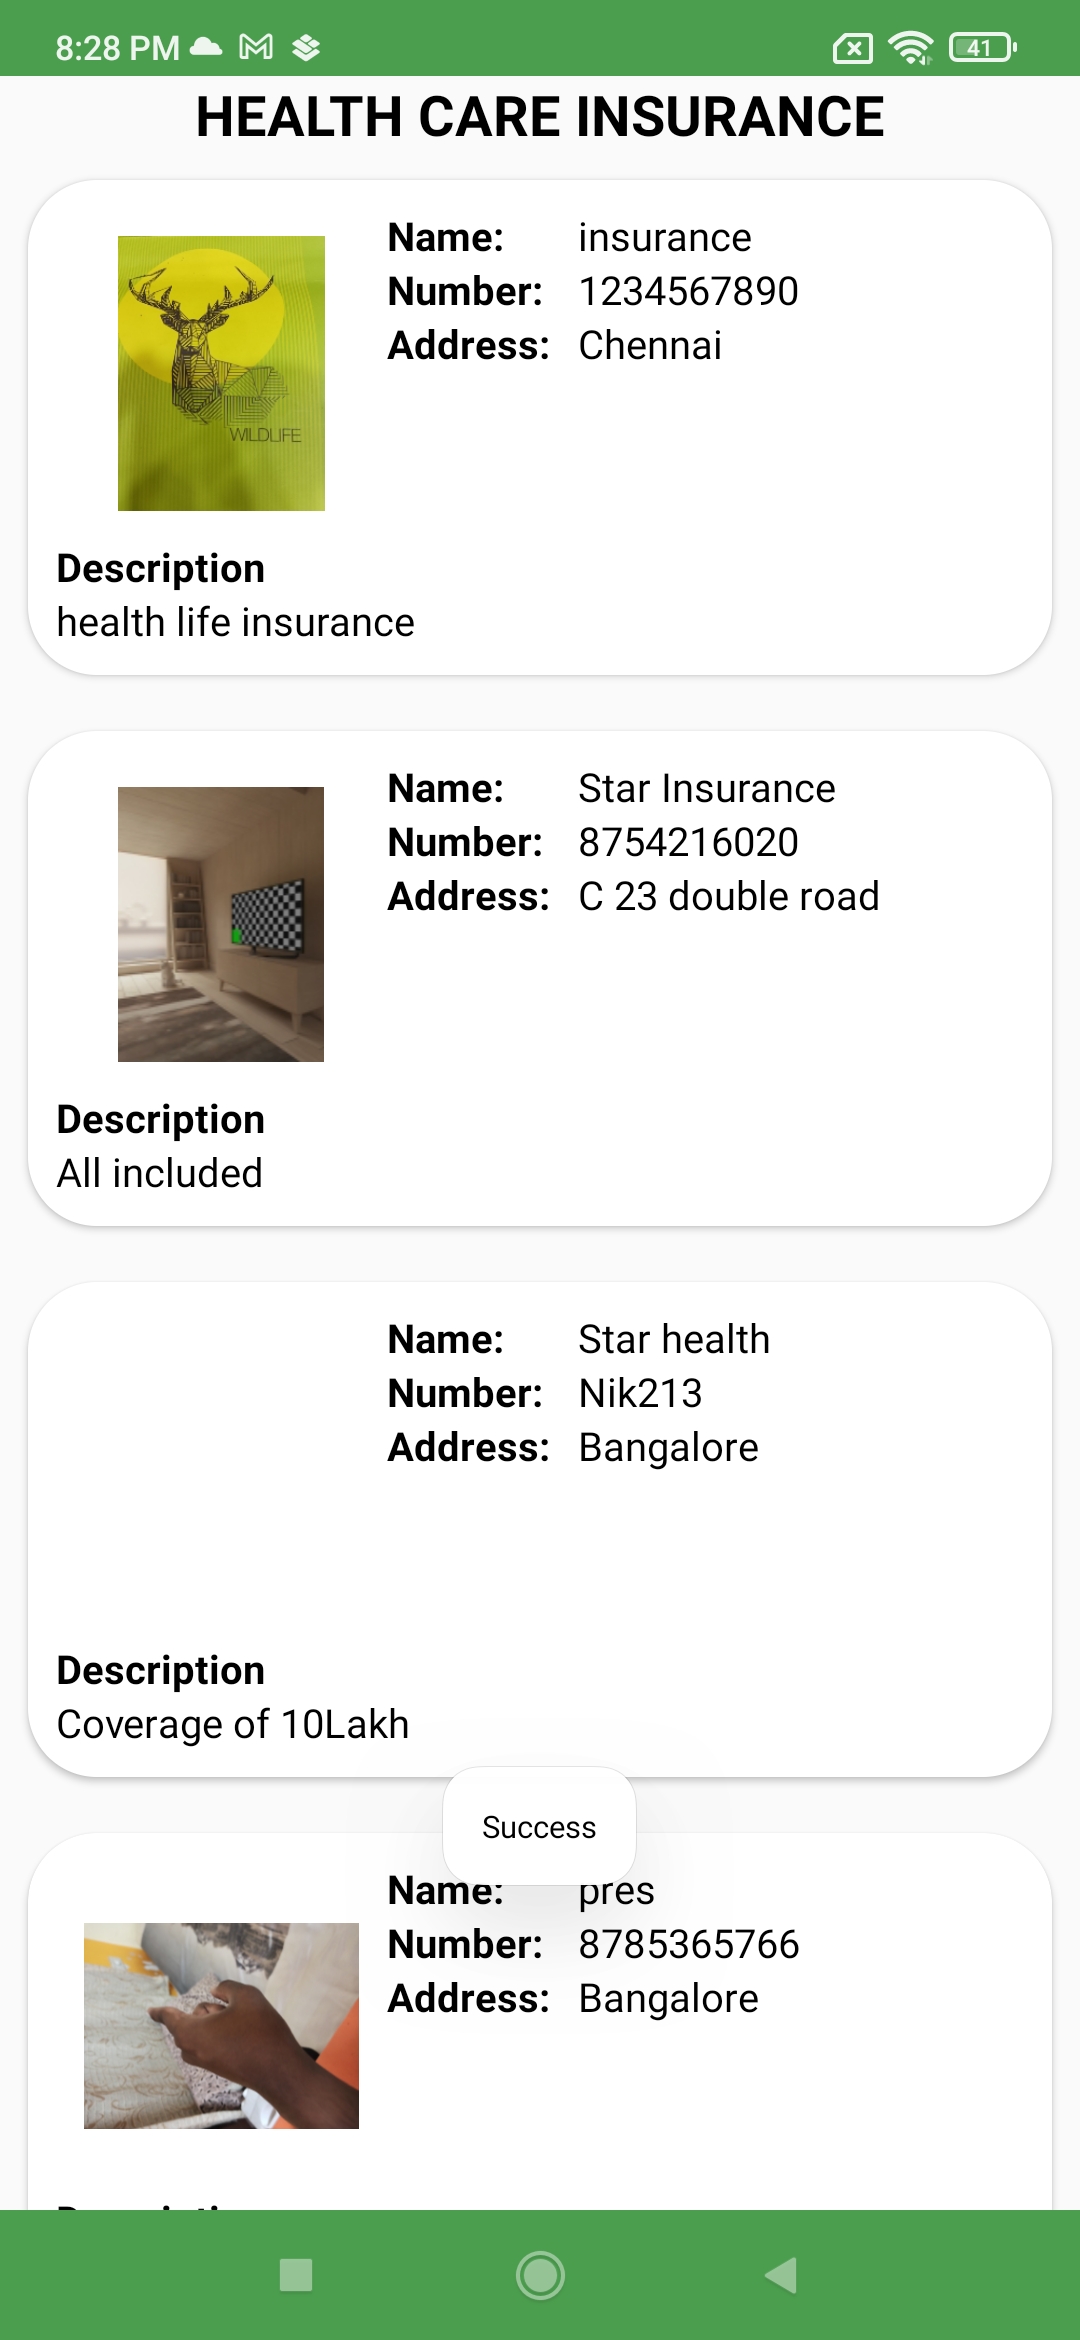 8:28 PM
41
HEALTH CARE INSURANCE
Name: insurance
Number: 1234567890
Address: Chennai
WILDLIFE
Description
health life insurance
Name: Star Insurance
Number: 8754216020
Address: C 23 double road
Description
All included
Name: Star health
Number: Nik213
Address: Bangalore
Description
Coverage of 10Lakh
Success
Name: pres
Number: 8785365766
Address: Bangalore